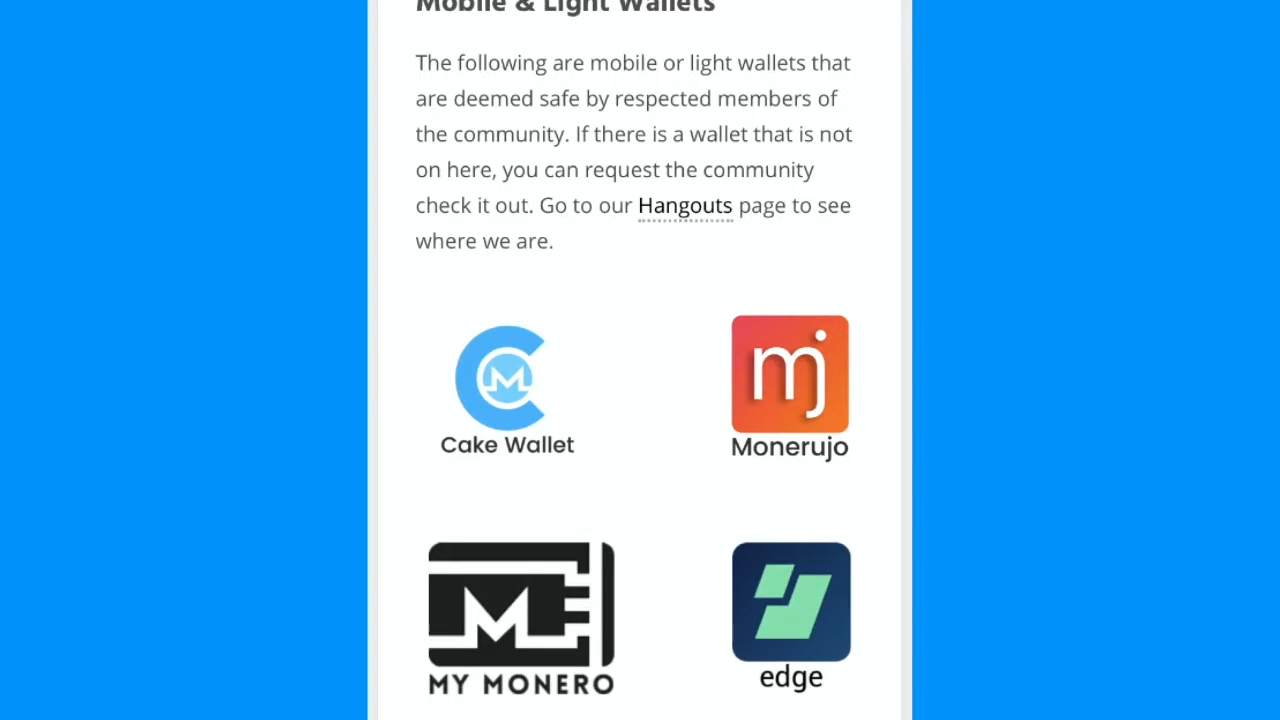 Mobile & Light Wallets
The following are mobile or light wallets that
are deemed safe by respected members of
the community. If there is a wallet that is not
on here, you can request the community
check it out. Go to our Hangouts page to see
where we are.
M
mj
Cake Wallet
Monerujo
M
MY MONERO
edge